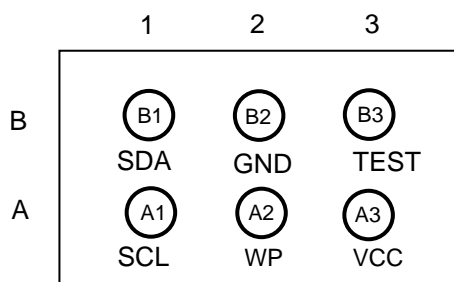 1 2 3
B B1 B2 B3
SDA GND TEST
A A1 A2 A3
SCL WP VCC